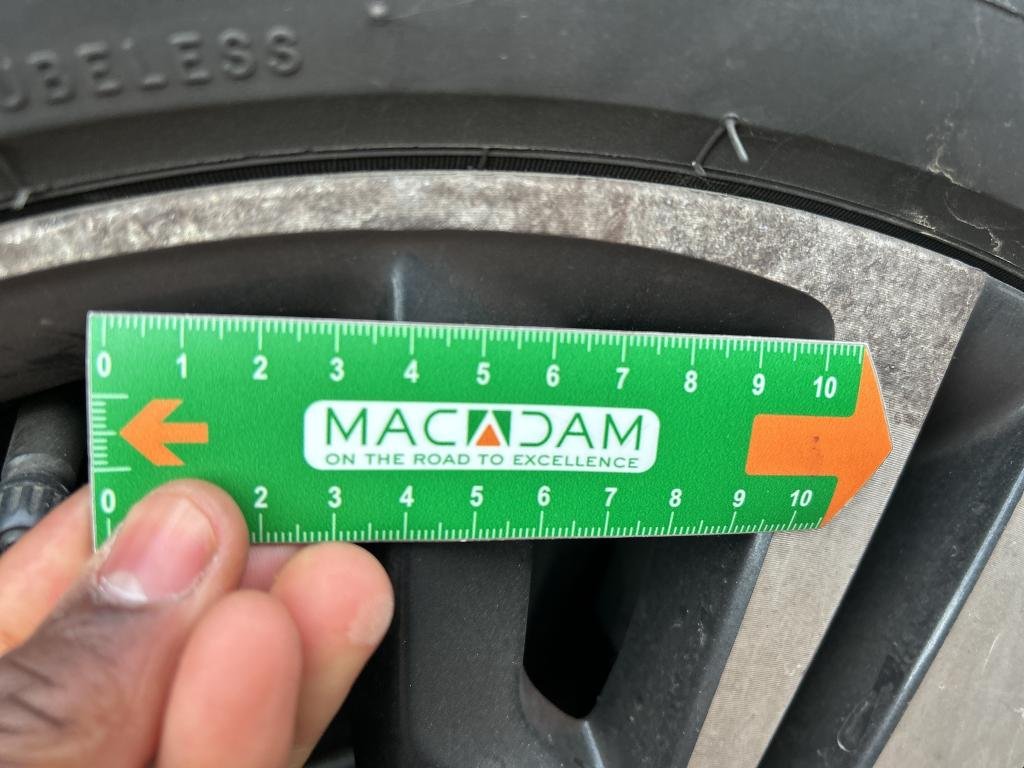 UBELESS
0 1 2 3 4 5 6 7 8 9 10
MACADAM
ON THE ROAD TO EXCELLENCE
0 2 3 4 5 6 7 8 9 10